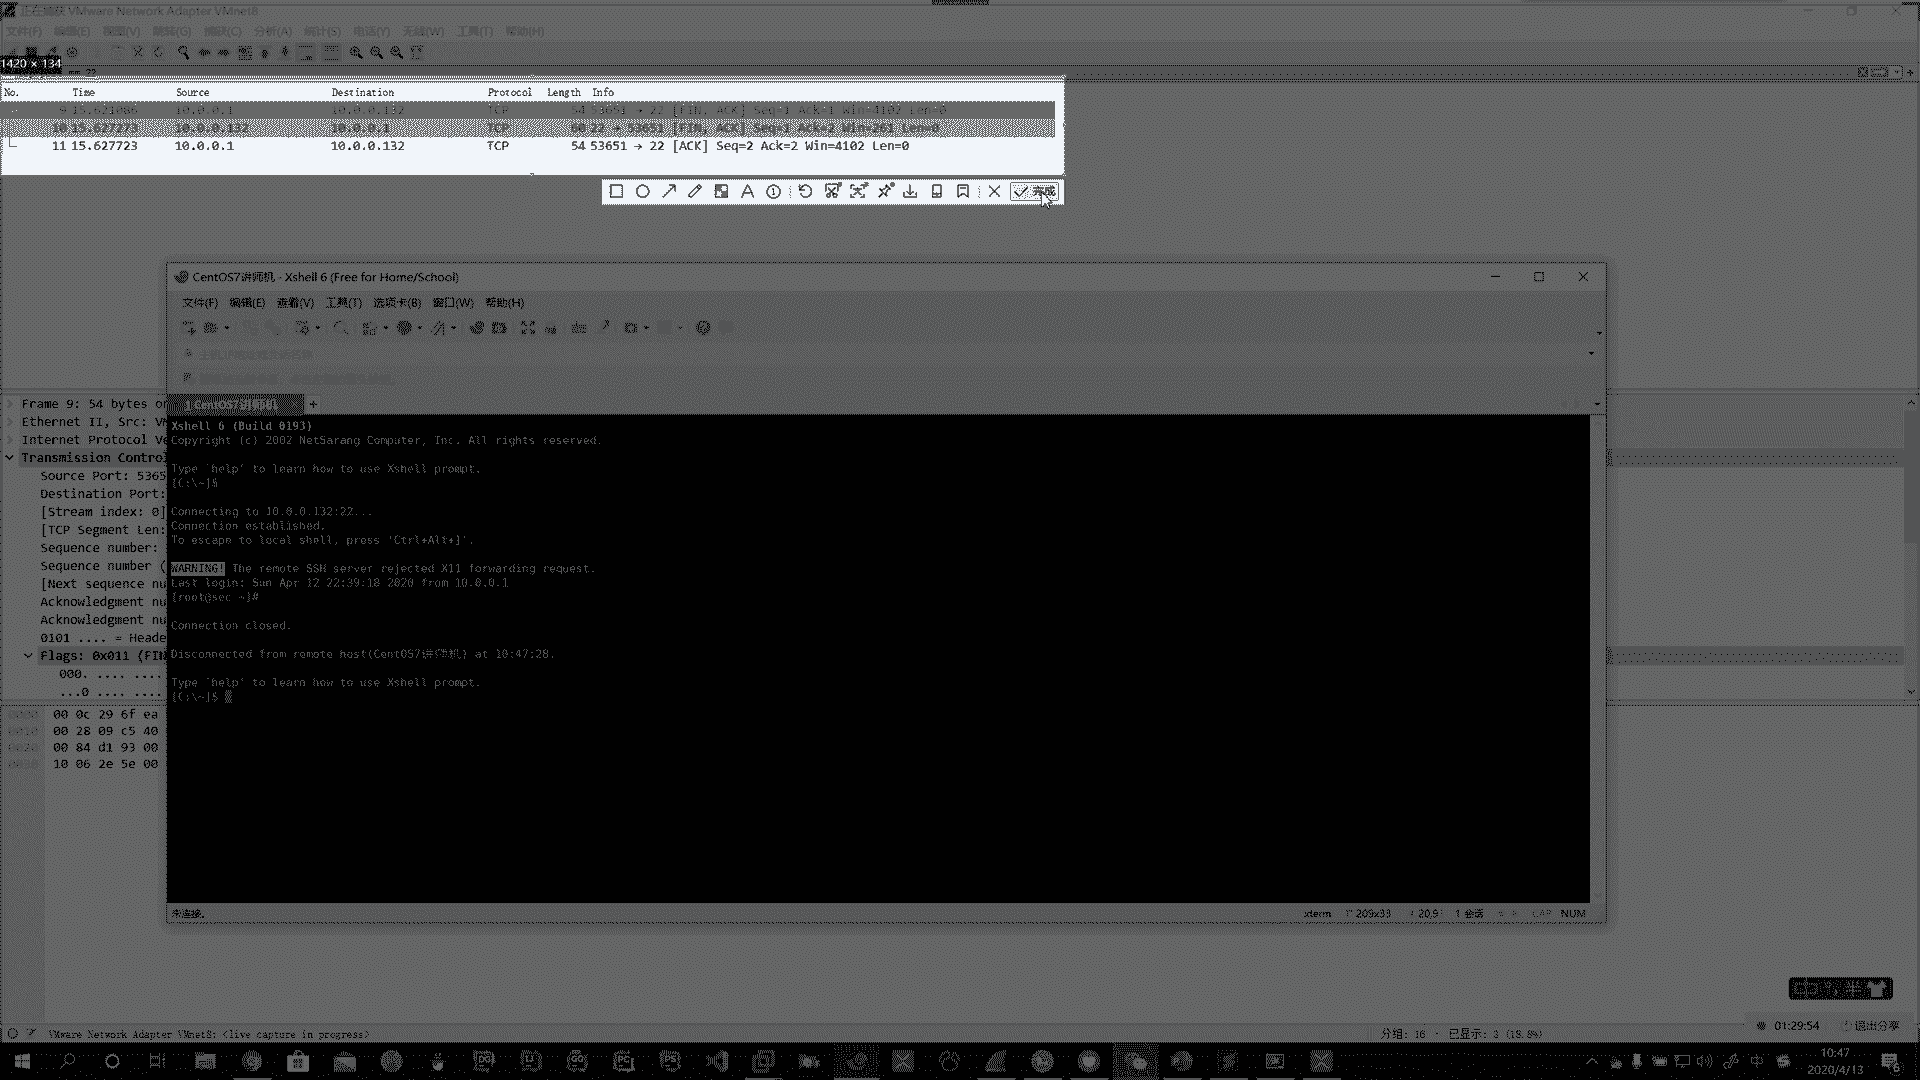 正在捕获 VMware Network Adapter VMnet8
文件(F) 编辑(E) 视图(V) 跳转(G) 捕获(C) 分析(A) 统计(S) 电话(Y) 无线(W) 工具(T) 帮助(H)
1420 × 134
== 22
No. Time Source Destination Protocol Length Info
9 15.621086 10.0.0.1 10.0.0.132 TCP 54 53651 → 22 [FIN, ACK] Seq=1 Ack=1 Win=4102 Len=0
10 15.627273 10.0.0.132 10.0.0.1 TCP 60 22 → 53651 [FIN, ACK] Seq=1 Ack=2 Win=261 Len=0
11 15.627723 10.0.0.1 10.0.0.132 TCP 54 53651 → 22 [ACK] Seq=2 Ack=2 Win=4102 Len=0
完成
CentOS7讲师机 - Xshell 6 (Free for Home/School)
文件(F) 编辑(E) 查看(V) 工具(T) 选项卡(B) 窗口(W) 帮助(H)
1 CentOS7讲师机 +
Frame 9: 54 bytes on
Ethernet II, Src: VM
Internet Protocol Ve
Transmission Control
Source Port: 5365
Destination Port:
[Stream index: 0]
[TCP Segment Len:
Sequence number:
Sequence number (
[Next sequence nu
Acknowledgment nu
Acknowledgment nu
0101 .... = Heade
Flags: 0x011 (FIN
000. .... ....
...0 .... ....
Xshell 6 (Build 0193)
Copyright (c) 2002 NetSarang Computer, Inc. All rights reserved.
Type `help' to learn how to use Xshell prompt.
[C:\~]$
Connecting to 10.0.0.132:22...
Connection established.
To escape to local shell, press 'Ctrl+Alt+]'.
WARNING! The remote SSH server rejected X11 forwarding request.
Last login: Sun Apr 12 22:39:18 2020 from 10.0.0.1
[root@sec ~]#
Connection closed.
Disconnected from remote host(CentOS7讲师机) at 10:47:28.
Type `help' to learn how to use Xshell prompt.
[C:\~]$
0000 00 0c 29 6f ea
0010 00 28 09 c5 40
0020 00 84 d1 93 00
0030 10 06 2e 5e 00
未连接。 xterm 209x33 20,9 1 会话 CAP NUM
VMware Network Adapter VMnet8: <live capture in progress>
分组: 16 · 已显示: 3 (18.8%)
01:29:54 退出分享
10:47
2020/4/13